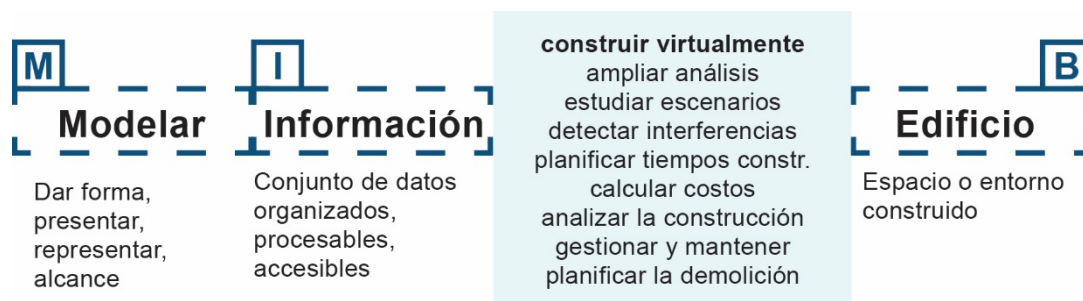 M
Modelar
Dar forma,
presentar,
representar,
alcance
I
Información
Conjunto de datos
organizados,
procesables,
accesibles
construir virtualmente
ampliar análisis
estudiar escenarios
detectar interferencias
planificar tiempos constr.
calcular costos
analizar la construcción
gestionar y mantener
planificar la demolición
B
Edificio
Espacio o entorno
construido